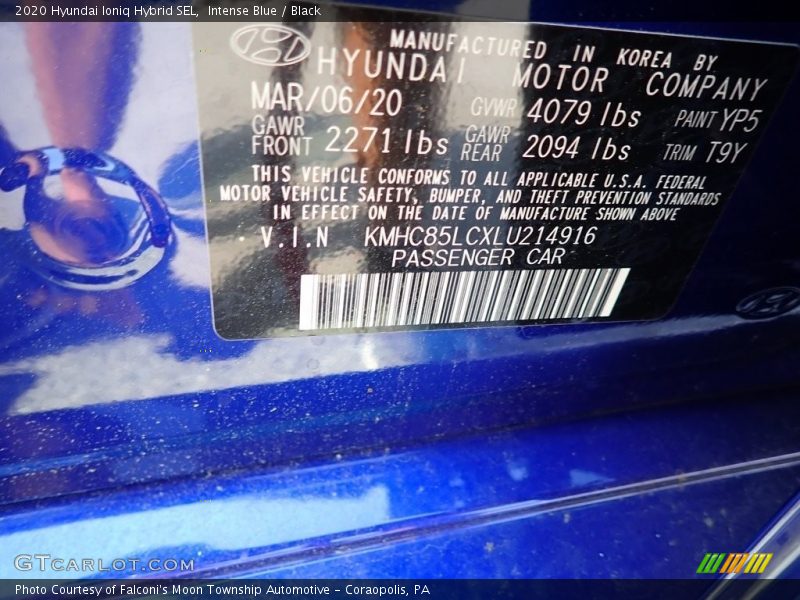 2020 Hyundai Ioniq Hybrid SEL, Intense Blue / Black
MANUFACTURED IN KOREA BY
HYUNDAI MOTOR COMPANY
MAR/06/20 GVWR 4079 lbs PAINT YP5
GAWR FRONT 2271 lbs GAWR REAR 2094 lbs TRIM T9Y
THIS VEHICLE CONFORMS TO ALL APPLICABLE U.S.A. FEDERAL
MOTOR VEHICLE SAFETY, BUMPER, AND THEFT PREVENTION STANDARDS
IN EFFECT ON THE DATE OF MANUFACTURE SHOWN ABOVE
V.I.N KMHC85LCXLU214916
PASSENGER CAR
GTCARLOT.COM
Photo Courtesy of Falconi's Moon Township Automotive - Coraopolis, PA